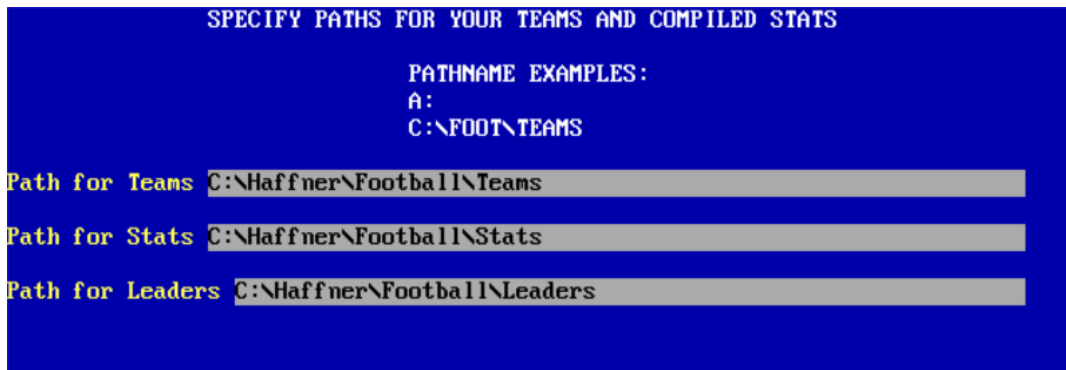 SPECIFY PATHS FOR YOUR TEAMS AND COMPILED STATS
PATHNAME EXAMPLES:
A:
C:\FOOT\TEAMS
Path for Teams C:\Haffner\Football\Teams
Path for Stats C:\Haffner\Football\Stats
Path for Leaders C:\Haffner\Football\Leaders